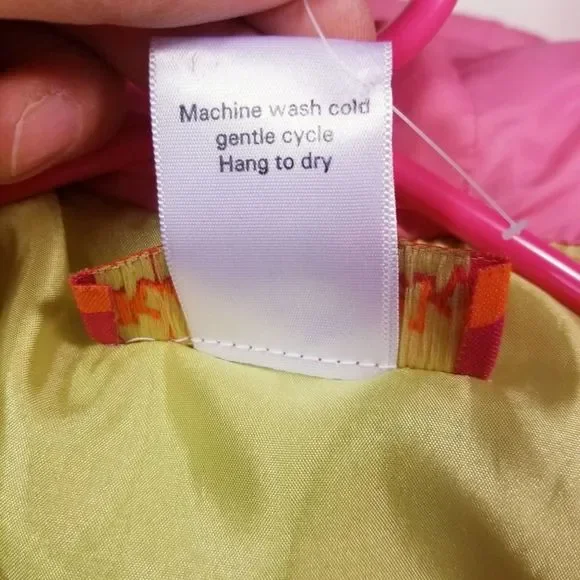 Machine wash cold
gentle cycle
Hang to dry